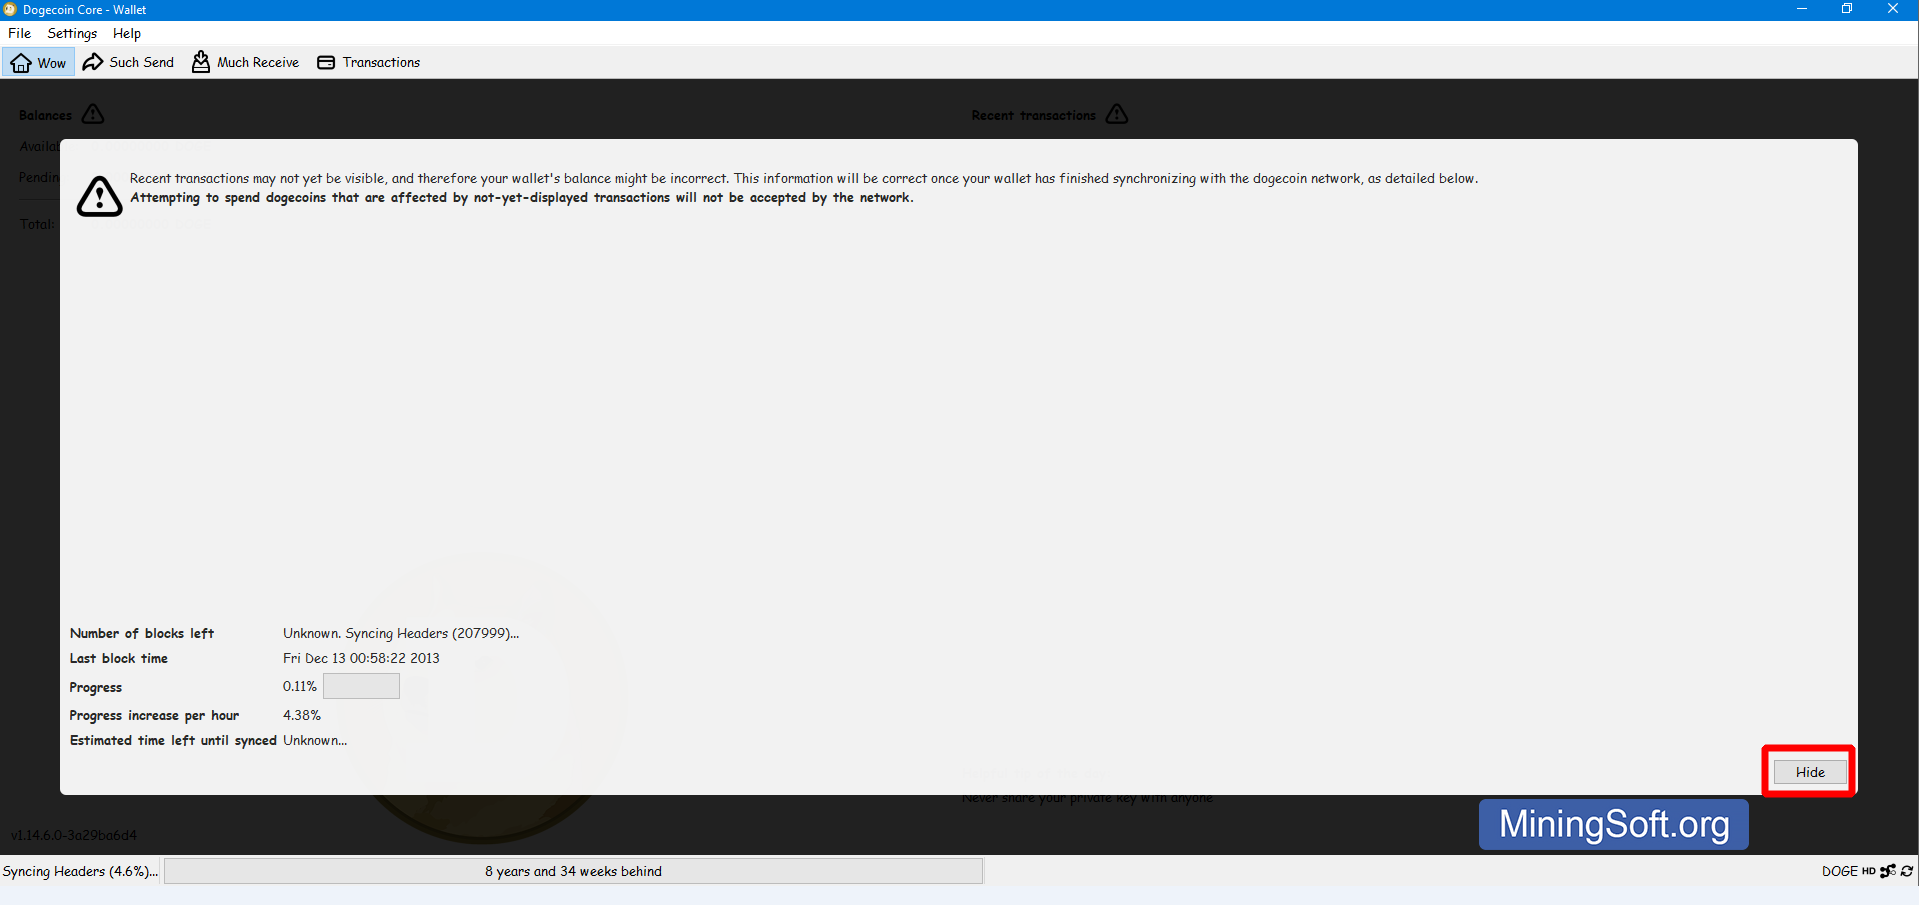 Dogecoin Core - Wallet
File Settings Help
Wow Such Send Much Receive Transactions
Balances Recent transactions
Total:
Recent transactions may not yet be visible, and therefore your wallet's balance might be incorrect. This information will be correct once your wallet has finished synchronizing with the dogecoin network, as detailed below.
Attempting to spend dogecoins that are affected by not-yet-displayed transactions will not be accepted by the network.
Number of blocks left Unknown. Syncing Headers (207999)...
Last block time Fri Dec 13 00:58:22 2013
Progress 0.11%
Progress increase per hour 4.38%
Estimated time left until synced Unknown...
Hide
Never share your private key with anyone
MiningSoft.org
v1.14.6.0-3a29ba6d4
Syncing Headers (4.6%)... 8 years and 34 weeks behind DOGE HD